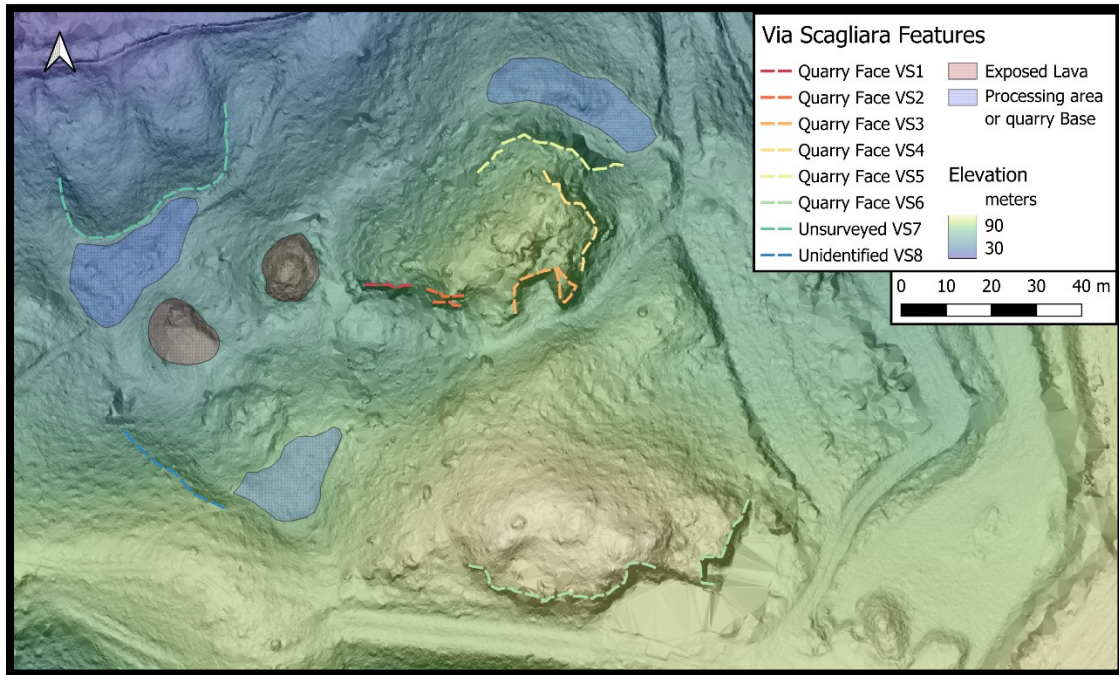 Via Scagliara Features
Quarry Face VS1
Quarry Face VS2
Quarry Face VS3
Quarry Face VS4
Quarry Face VS5
Quarry Face VS6
Unsurveyed VS7
Unidentified VS8
Exposed Lava
Processing area
or quarry Base
Elevation
meters
90
30
0 10 20 30 40 m